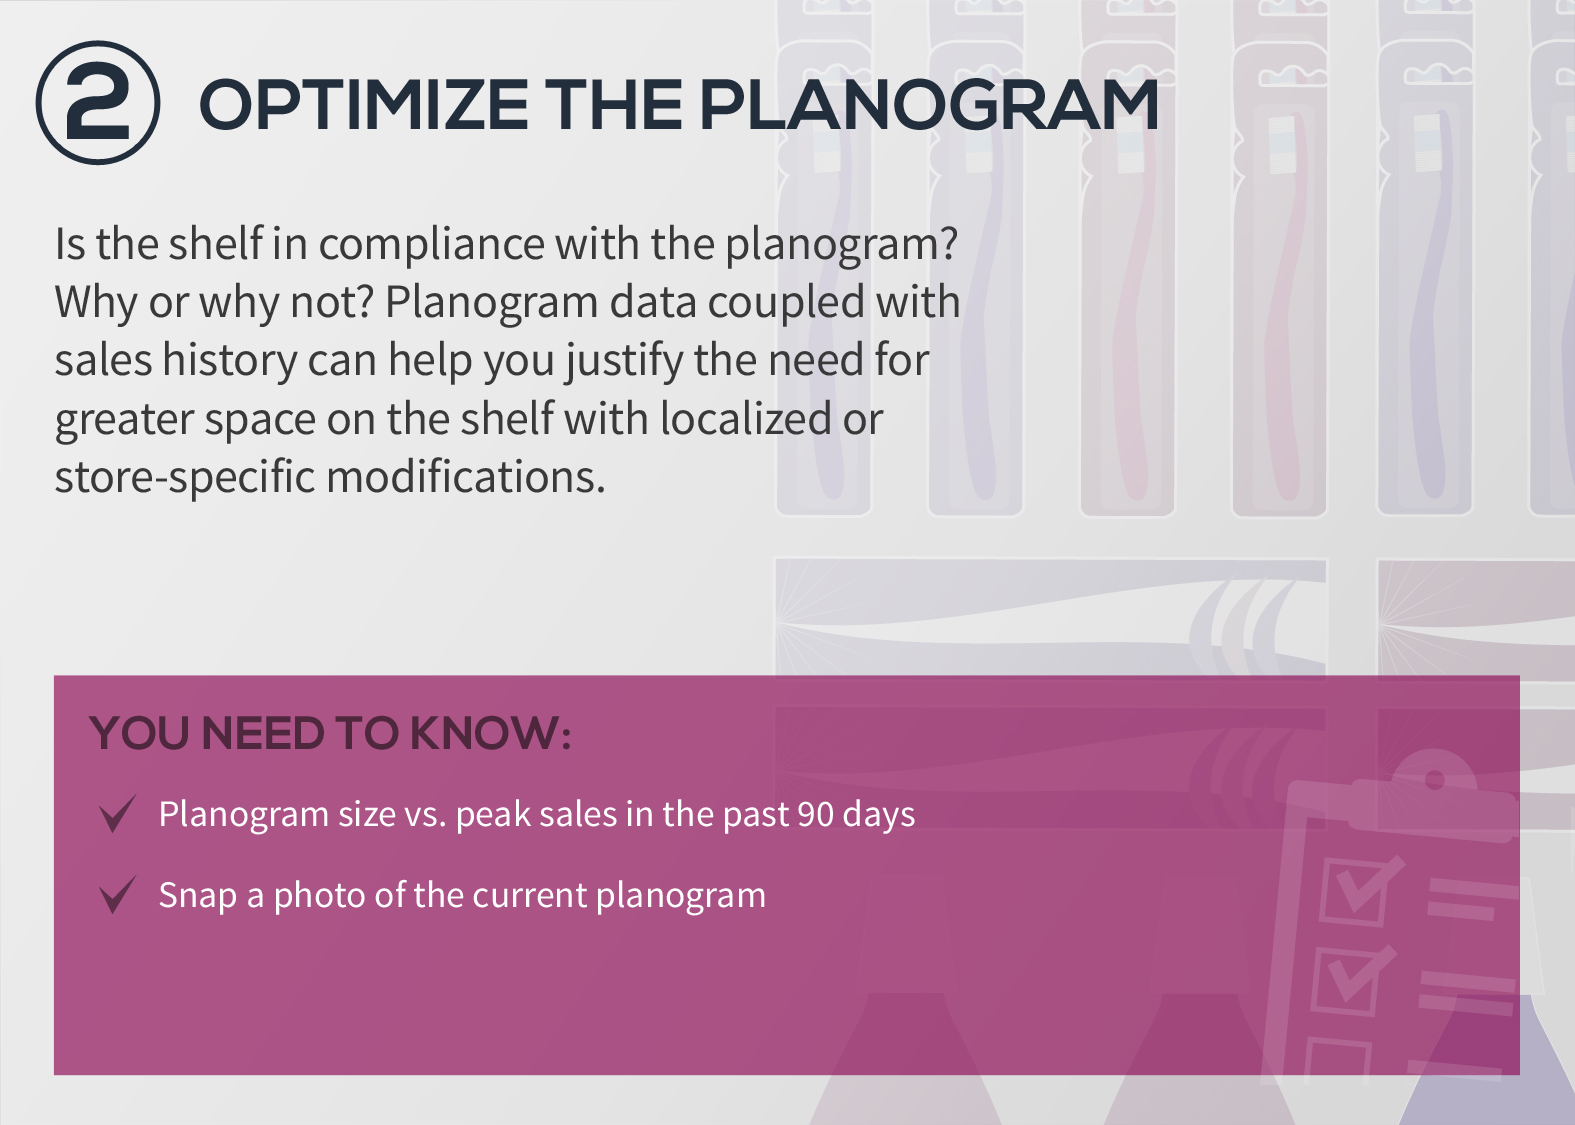 2 OPTIMIZE THE PLANOGRAM
Is the shelf in compliance with the planogram?
Why or why not? Planogram data coupled with
sales history can help you justify the need for
greater space on the shelf with localized or
store-specific modifications.
YOU NEED TO KNOW:
Planogram size vs. peak sales in the past 90 days
Snap a photo of the current planogram